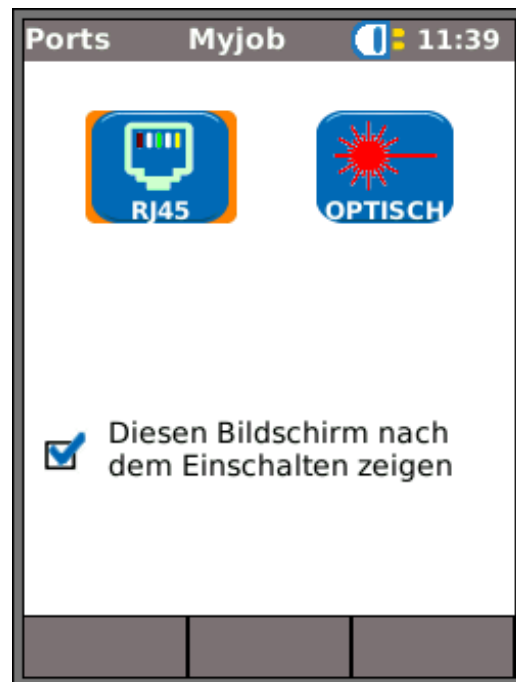 Ports Myjob 11:39
RJ45 OPTISCH
Diesen Bildschirm nach
dem Einschalten zeigen